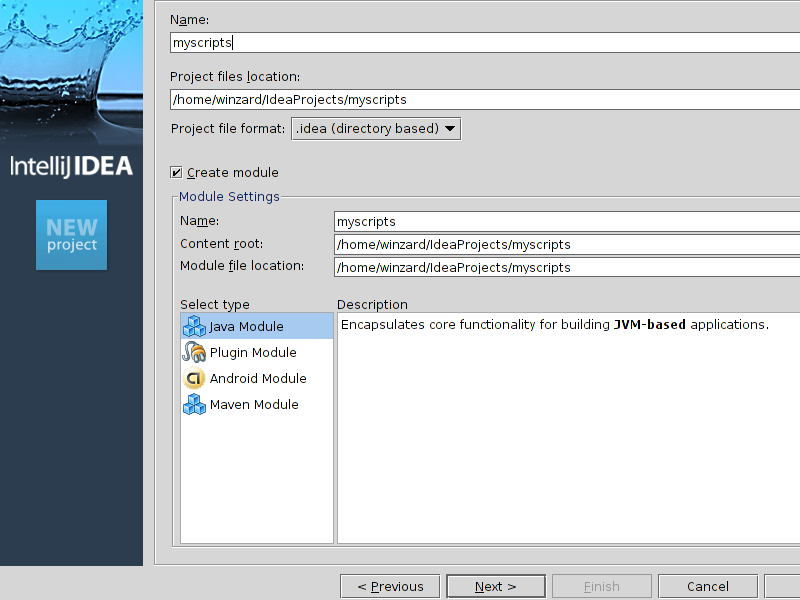 Name:
myscripts
Project files location:
/home/winzard/IdeaProjects/myscripts
Project file format: .idea (directory based)
IntelliJ IDEA
Create module
Module Settings
NEW
project
Name: myscripts
Content root: /home/winzard/IdeaProjects/myscripts
Module file location: /home/winzard/IdeaProjects/myscripts
Select type
Java Module
Plugin Module
Android Module
Maven Module
Description
Encapsulates core functionality for building JVM-based applications.
< Previous
Next >
Finish
Cancel